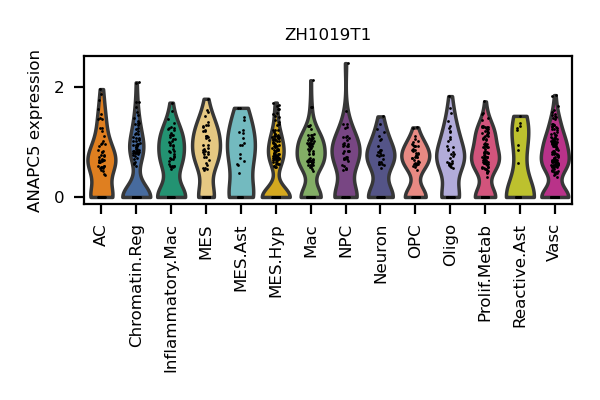 ZH1019T1
ANAPC5 expression
2
0
AC
Chromatin.Reg
Inflammatory.Mac
MES
MES.Ast
MES.Hyp
Mac
NPC
Neuron
OPC
Oligo
Prolif.Metab
Reactive.Ast
Vasc